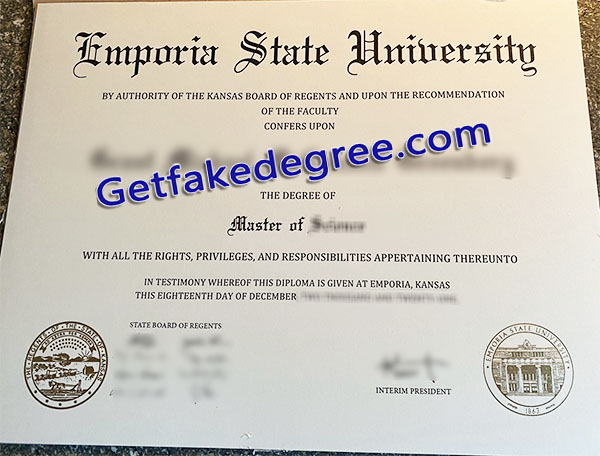 Emporia State University
BY AUTHORITY OF THE KANSAS BOARD OF REGENTS AND UPON THE RECOMMENDATION
OF THE FACULTY
CONFERS UPON
Getfakedegree.com
THE DEGREE OF
Master of
WITH ALL THE RIGHTS, PRIVILEGES, AND RESPONSIBILITIES APPERTAINING THEREUNTO
IN TESTIMONY WHEREOF THIS DIPLOMA IS GIVEN AT EMPORIA, KANSAS
THIS EIGHTEENTH DAY OF DECEMBER
STATE BOARD OF REGENTS
INTERIM PRESIDENT
EMPORIA STATE UNIVERSITY
1863